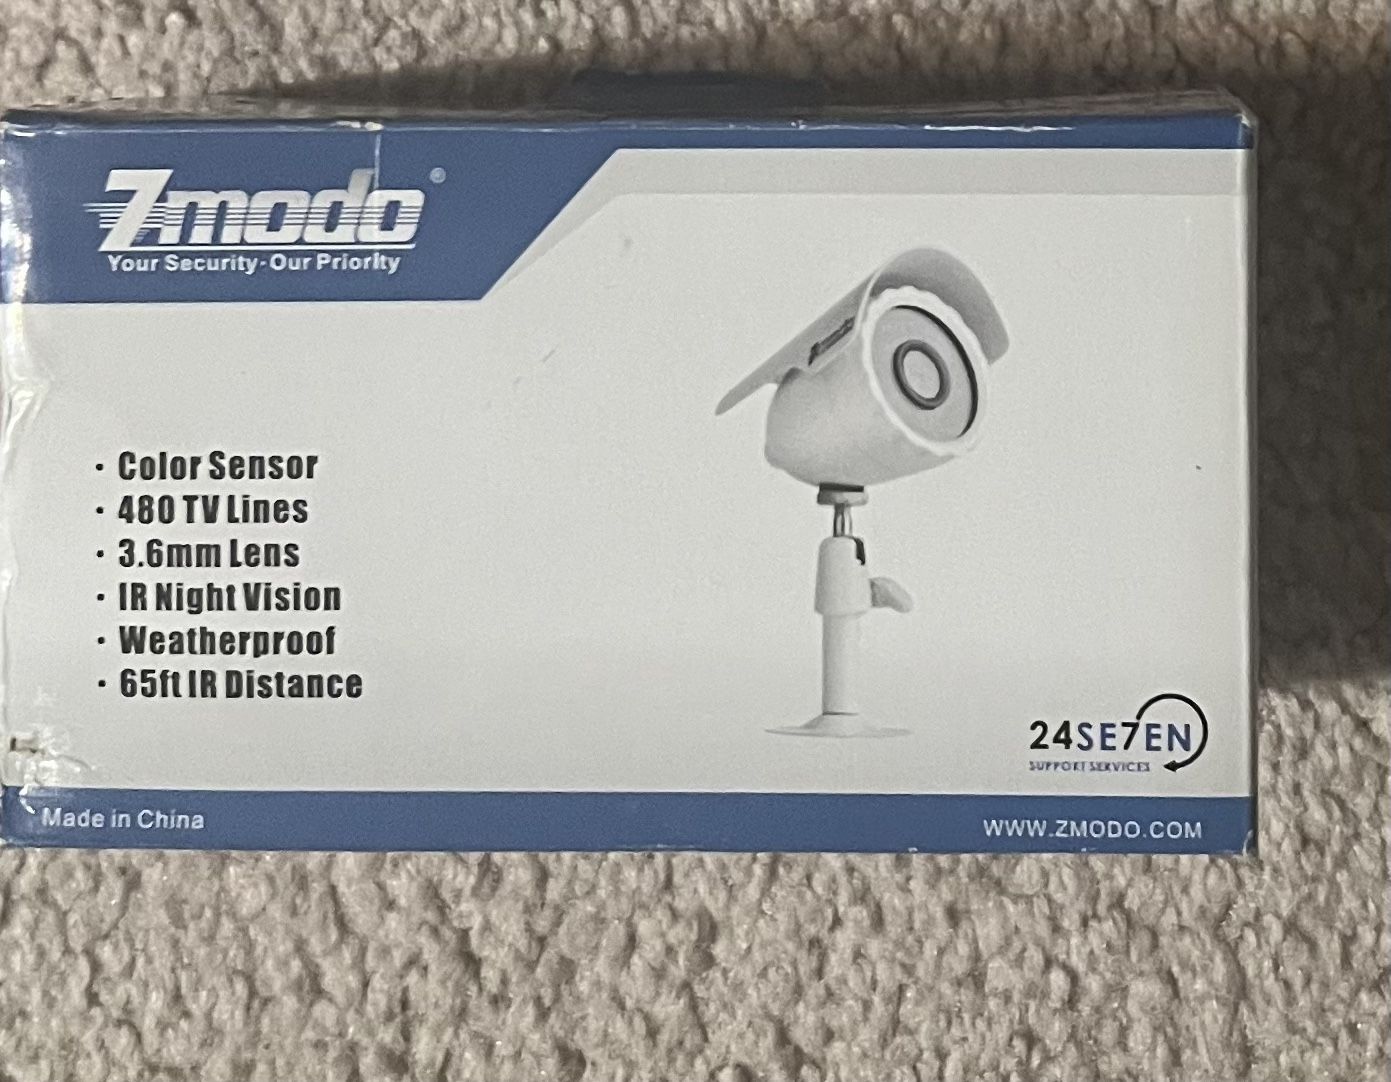 Zmodo®
Your Security-Our Priority
· Color Sensor
· 480 TV Lines
· 3.6mm Lens
· IR Night Vision
· Weatherproof
· 65ft IR Distance
24SE7EN
SUPPORT SERVICES
Made in China
WWW.ZMODO.COM